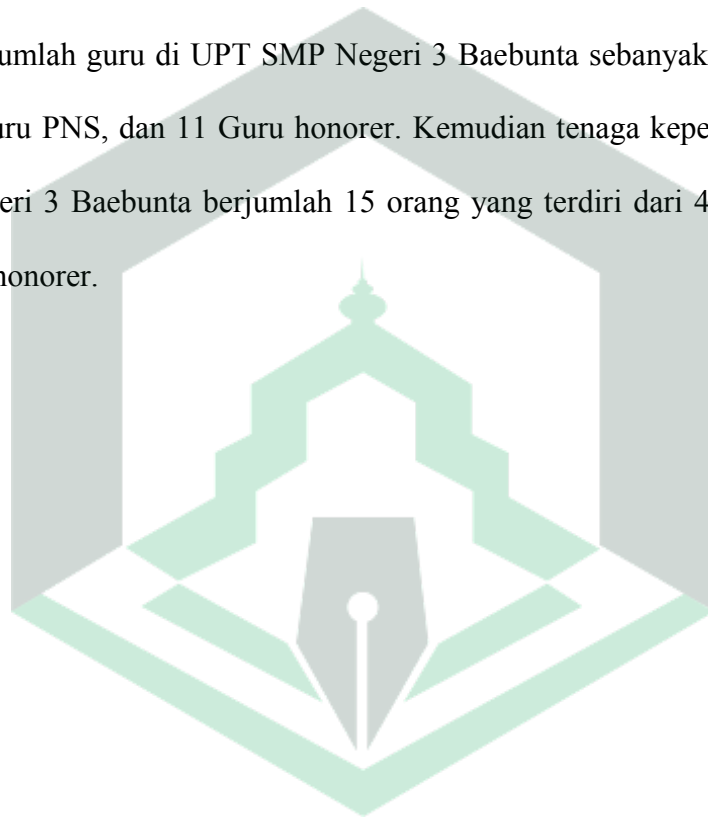 umlah guru di UPT SMP Negeri 3 Baebunta sebanyak
uru PNS, dan 11 Guru honorer. Kemudian tenaga kepe
eri 3 Baebunta berjumlah 15 orang yang terdiri dari 4
honorer.